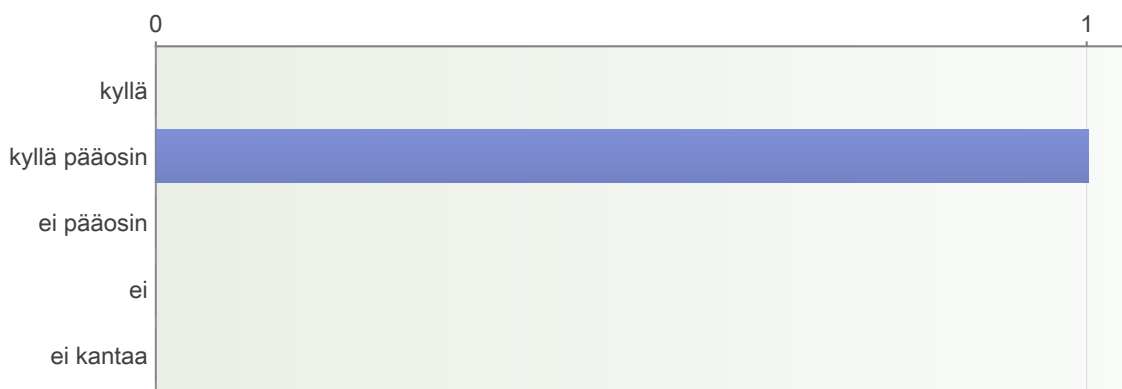 0 1
kyllä
kyllä pääosin
ei pääosin
ei
ei kantaa